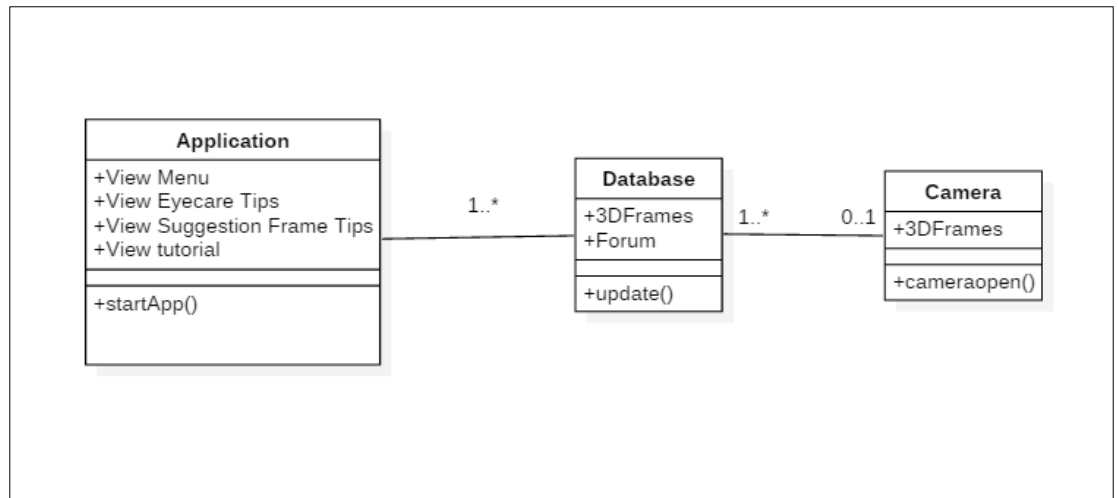 Application
+View Menu
+View Eyecare Tips
+View Suggestion Frame Tips
+View tutorial
+startApp()
1..*
Database
+3DFrames
+Forum
+update()
1..*
0..1
Camera
+3DFrames
+cameraopen()